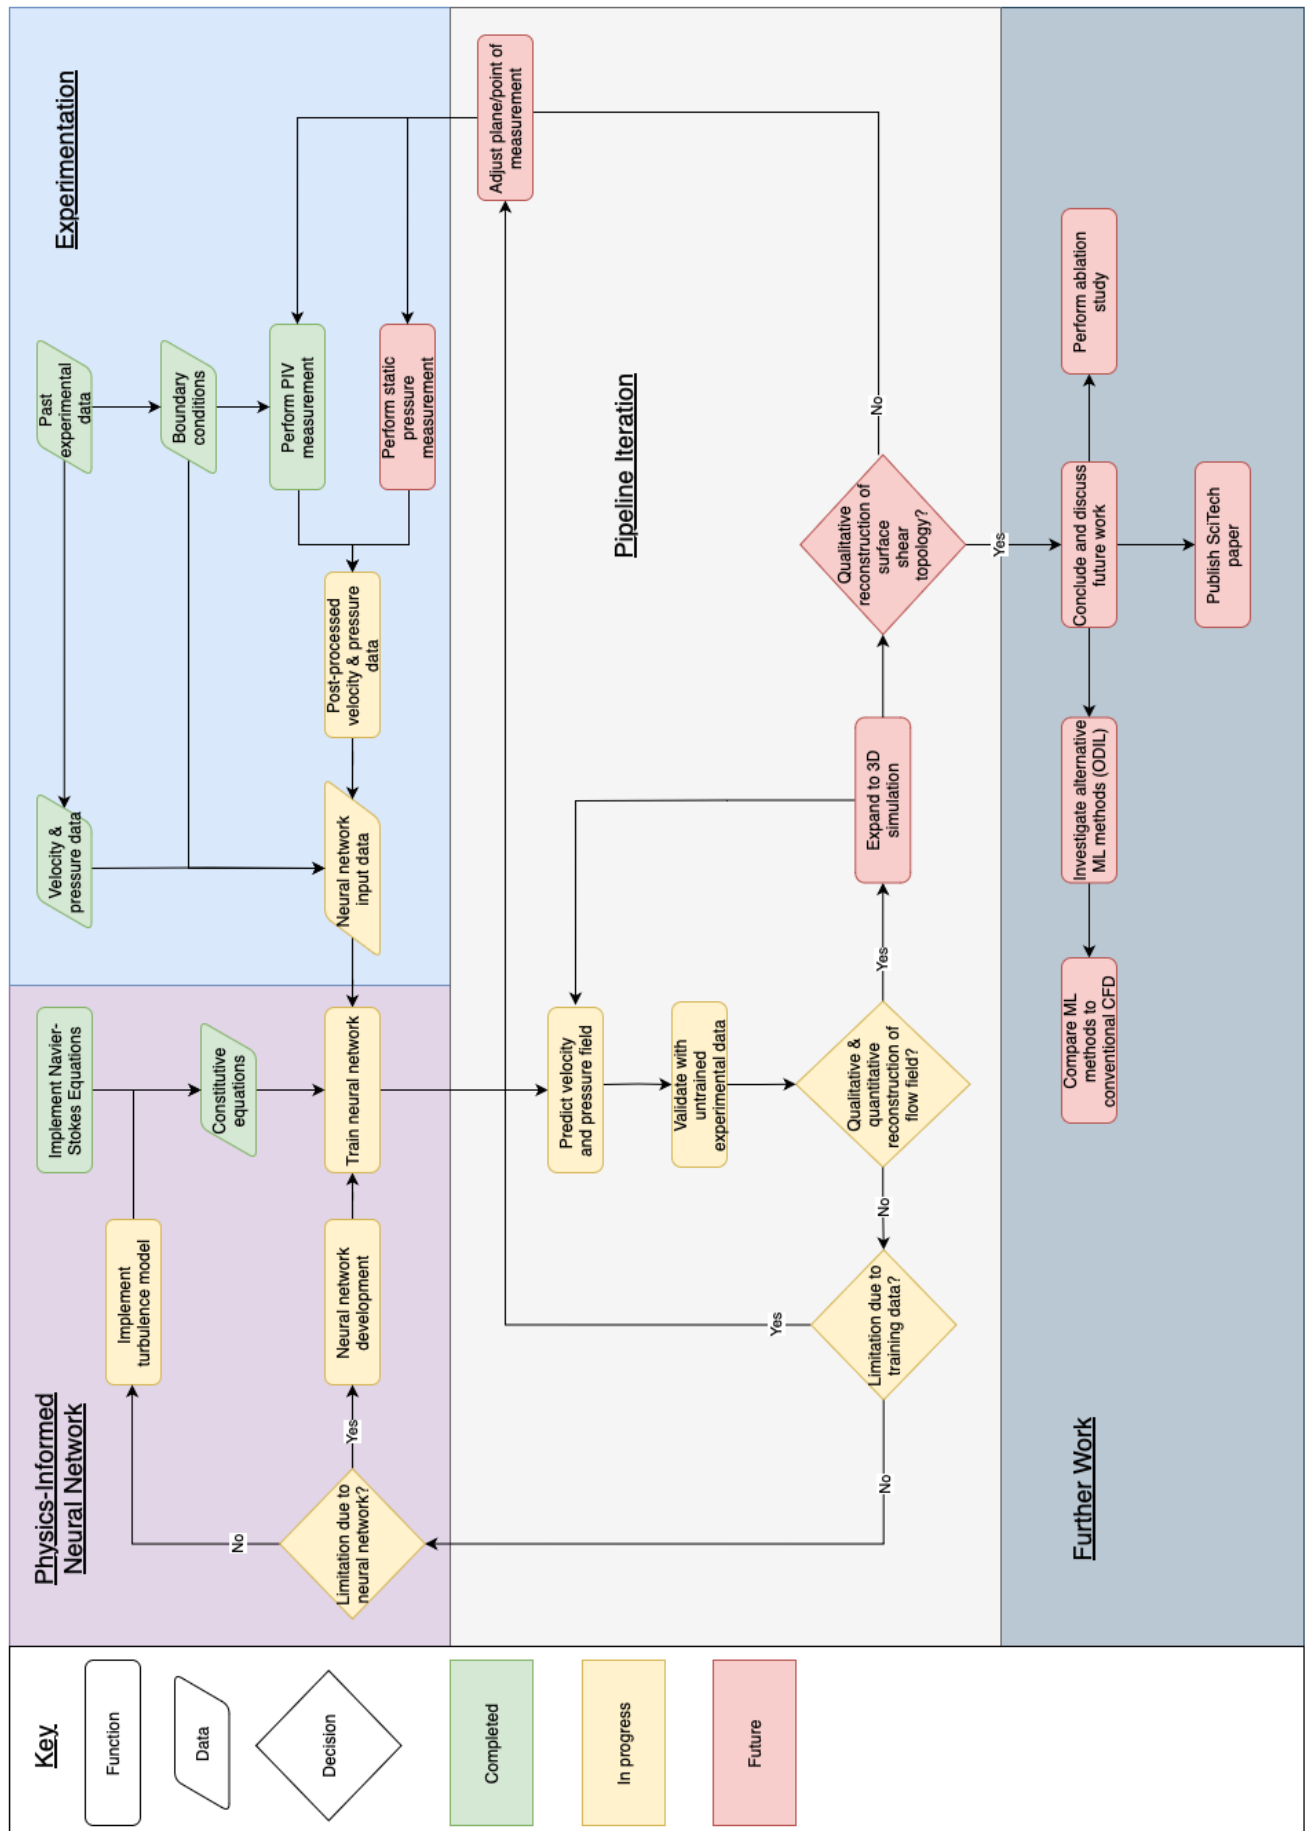 Key
Function
Data
Decision
Completed
In progress
Future
Physics-Informed
Neural Network
Limitation due to
neural network?
No
Yes
Implement
turbulence model
Neural network
development
Implement Navier-
Stokes Equations
Constitutive
equations
Train neural network
Experimentation
Velocity &
pressure data
Neural network
input data
Past
experimental
data
Boundary
conditions
Perform PIV
measurement
Perform static
pressure
measurement
Post-processed
velocity & pressure
data
Pipeline Iteration
Adjust plane/point of
measurement
Predict velocity
and pressure field
Validate with
untrained
experimental data
Qualitative &
quantitative
reconstruction of
flow field?
No
Yes
Limitation due to
training data?
Yes
No
Expand to 3D
simulation
Qualitative
reconstruction of
surface
shear
topology?
No
Yes
Further Work
Compare ML
methods to
conventional CFD
Investigate alternative
ML methods (ODIL)
Conclude and discuss
future work
Perform ablation
study
Publish SciTech
paper